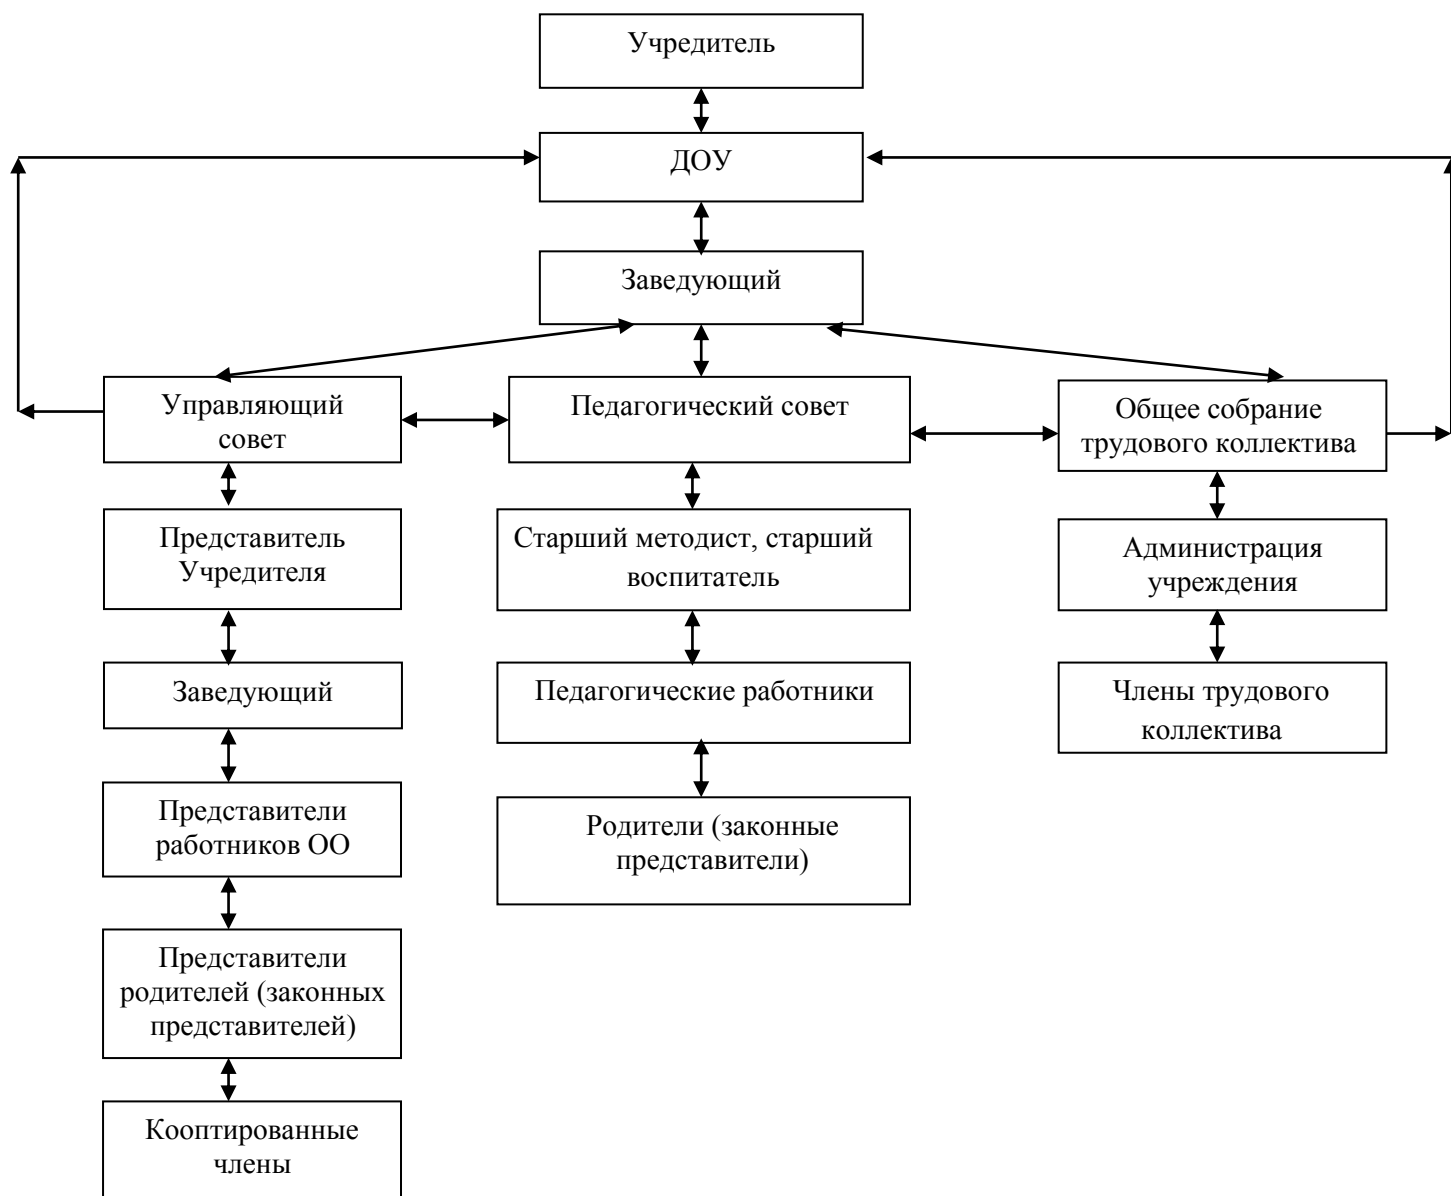 Учредитель
ДОУ
Заведующий
Управляющий
совет
Педагогический совет
Общее собрание
трудового коллектива
Представитель
Учредителя
Старший методист, старший
воспитатель
Администрация
учреждения
Заведующий
Педагогические работники
Члены трудового
коллектива
Представители
работников ОО
Родители (законные
представители)
Представители
родителей (законных
представителей)
Кооптированные
члены